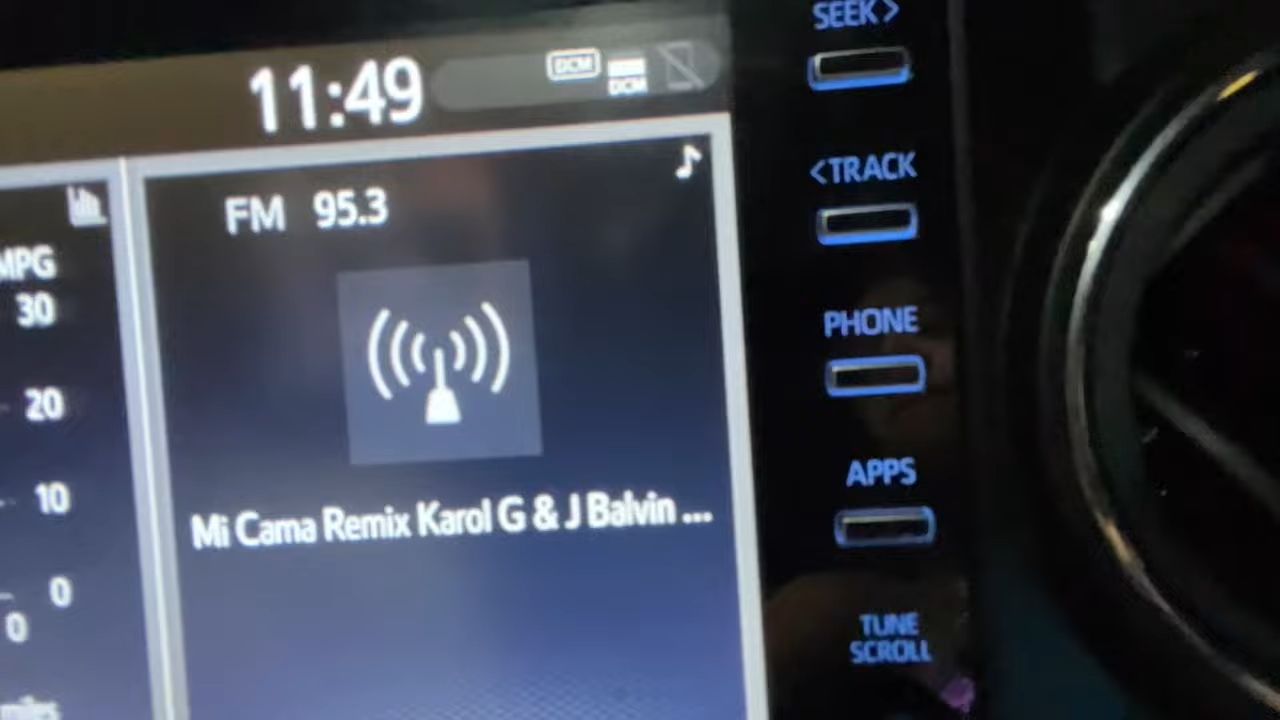 SEEK>
11:49
DCM
DCM
<TRACK
FM 95.3
MPG
30
PHONE
20
APPS
10
Mi Cama Remix Karol G & J Balvin ...
0
0
TUNE
SCROLL
miles